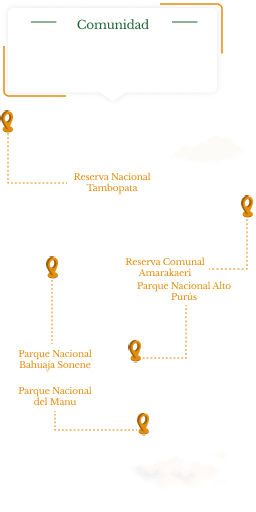 Comunidad
Reserva Nacional
Tambopata
Reserva Comunal
Amarakaeri
Parque Nacional Alto
Purús
Parque Nacional
Bahuaja Sonene
Parque Nacional
del Manu